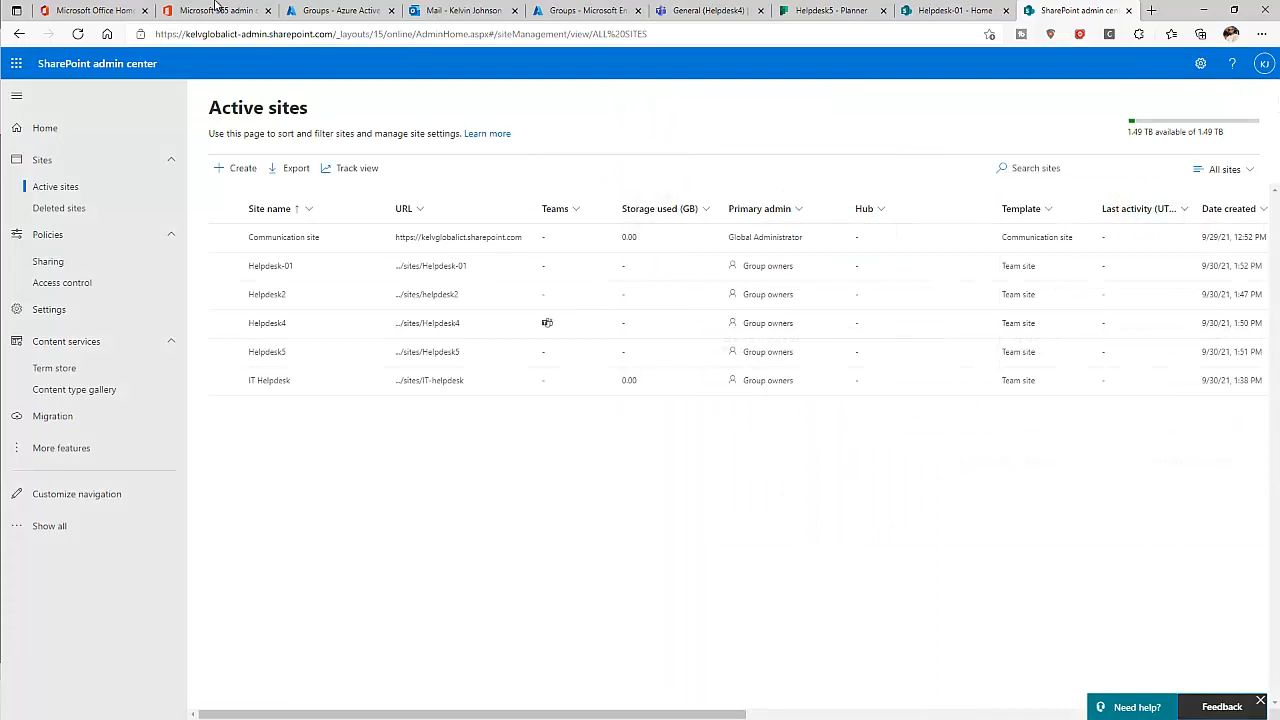 Microsoft Office Home
Microsoft 365 admin c
Groups - Azure Active
Mail - Kelvin Johnson
Groups - Microsoft En
General (Helpdesk4)
Helpdesk5 - Planner
Helpdesk-01 - Home
SharePoint admin cen
https://kelvglobalict-admin.sharepoint.com/_layouts/15/online/AdminHome.aspx#/siteManagement/view/ALL%20SITES
SharePoint admin center
KJ
Home
Sites
Active sites
Deleted sites
Policies
Sharing
Access control
Settings
Content services
Term store
Content type gallery
Migration
More features
Customize navigation
Show all
Active sites
Use this page to sort and filter sites and manage site settings. Learn more
1.49 TB available of 1.49 TB
Create Export Track view Search sites All sites
Site name ↑ URL Teams Storage used (GB) Primary admin Hub Template Last activity (UT... Date created
Communication site https://kelvglobalict.sharepoint.com - 0.00 Global Administrator - Communication site - 9/29/21, 12:52 PM
Helpdesk-01 .../sites/Helpdesk-01 - - Group owners - Team site - 9/30/21, 1:52 PM
Helpdesk2 .../sites/helpdesk2 - - Group owners - Team site - 9/30/21, 1:47 PM
Helpdesk4 .../sites/Helpdesk4 - Group owners - Team site - 9/30/21, 1:50 PM
Helpdesk5 .../sites/Helpdesk5 - - Group owners - Team site - 9/30/21, 1:51 PM
IT Helpdesk .../sites/IT-helpdesk - 0.00 Group owners - Team site - 9/30/21, 1:38 PM
Need help? Feedback